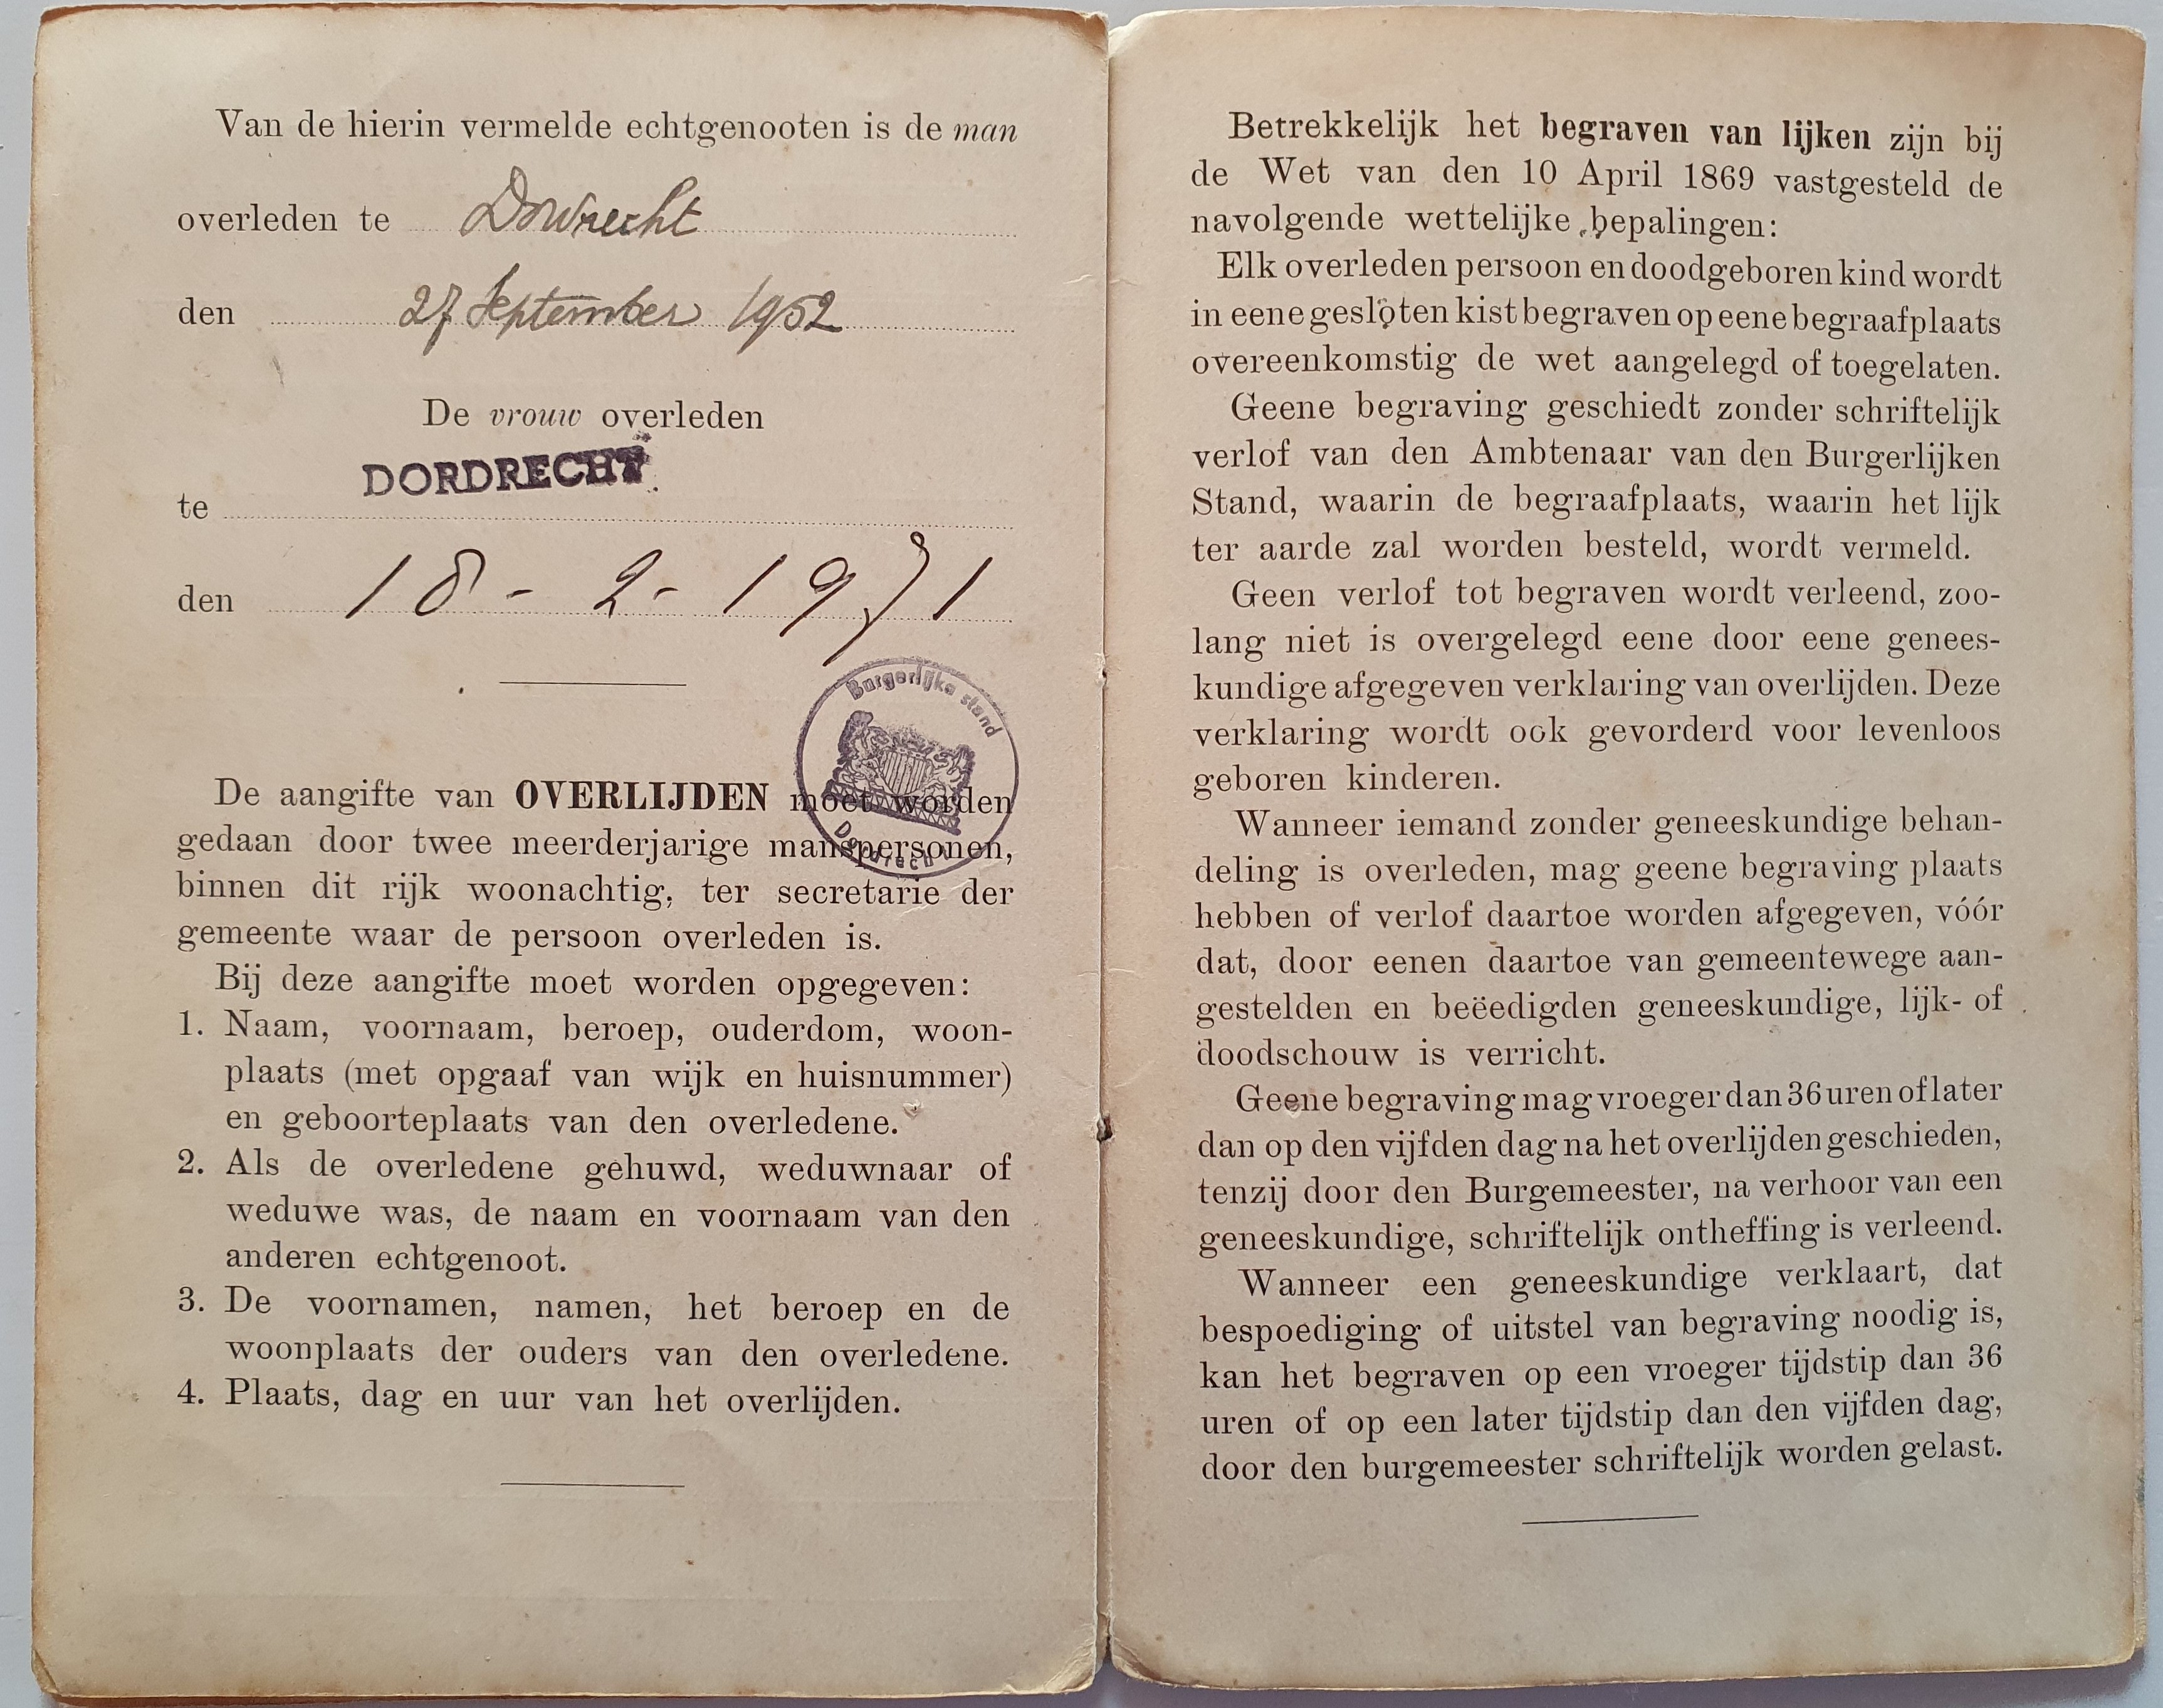 Van de hierin vermelde echtgenooten is de man
overleden te Dordrecht
den 27 September 1952
De vrouw overleden
DORDRECHT
te
den 18-2-1971
Burgerlijke stand
Dordrecht
De aangifte van OVERLIJDEN moet worden
gedaan door twee meerderjarige manspersonen,
binnen dit rijk woonachtig, ter secretarie der
gemeente waar de persoon overleden is.
Bij deze aangifte moet worden opgegeven:
1. Naam, voornaam, beroep, ouderdom, woon-
plaats (met opgaaf van wijk en huisnummer)
en geboorteplaats van den overledene.
2. Als de overledene gehuwd, weduwnaar of
weduwe was, de naam en voornaam van den
anderen echtgenoot.
3. De voornamen, namen, het beroep en de
woonplaats der ouders van den overledene.
4. Plaats, dag en uur van het overlijden.
Betrekkelijk het begraven van lijken zijn bij
de Wet van den 10 April 1869 vastgesteld de
navolgende wettelijke bepalingen:
Elk overleden persoon en doodgeboren kind wordt
in eene gesloten kist begraven op eene begraafplaats
overeenkomstig de wet aangelegd of toegelaten.
Geene begraving geschiedt zonder schriftelijk
verlof van den Ambtenaar van den Burgerlijken
Stand, waarin de begraafplaats, waarin het lijk
ter aarde zal worden besteld, wordt vermeld.
Geen verlof tot begraven wordt verleend, zoo-
lang niet is overgelegd eene door eene genees-
kundige afgegeven verklaring van overlijden. Deze
verklaring wordt ook gevorderd voor levenloos
geboren kinderen.
Wanneer iemand zonder geneeskundige behan-
deling is overleden, mag geene begraving plaats
hebben of verlof daartoe worden afgegeven, vóór
dat, door eenen daartoe van gemeentewege aan-
gestelden en beëedigden geneeskundige, lijk- of
doodschouw is verricht.
Geene begraving mag vroeger dan 36 uren of later
dan op den vijfden dag na het overlijden geschieden,
tenzij door den Burgemeester, na verhoor van een
geneeskundige, schriftelijk ontheffing is verleend.
Wanneer een geneeskundige verklaart, dat
bespoediging of uitstel van begraving noodig is,
kan het begraven op een vroeger tijdstip dan 36
uren of op een later tijdstip dan den vijfden dag,
door den burgemeester schriftelijk worden gelast.